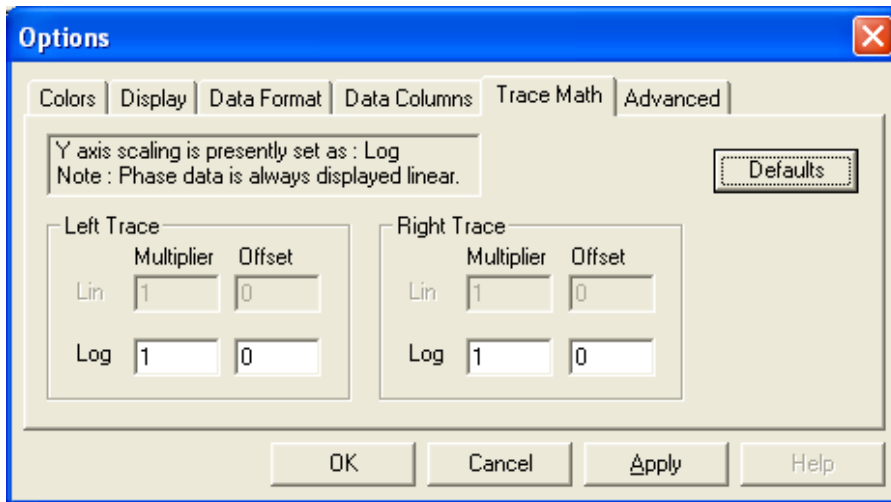 Options
Colors Display Data Format Data Columns Trace Math Advanced
Y axis scaling is presently set as : Log
Note : Phase data is always displayed linear.
Defaults
Left Trace
Multiplier Offset
Lin 1 0
Log 1 0
Right Trace
Multiplier Offset
Lin 1 0
Log 1 0
OK Cancel Apply Help